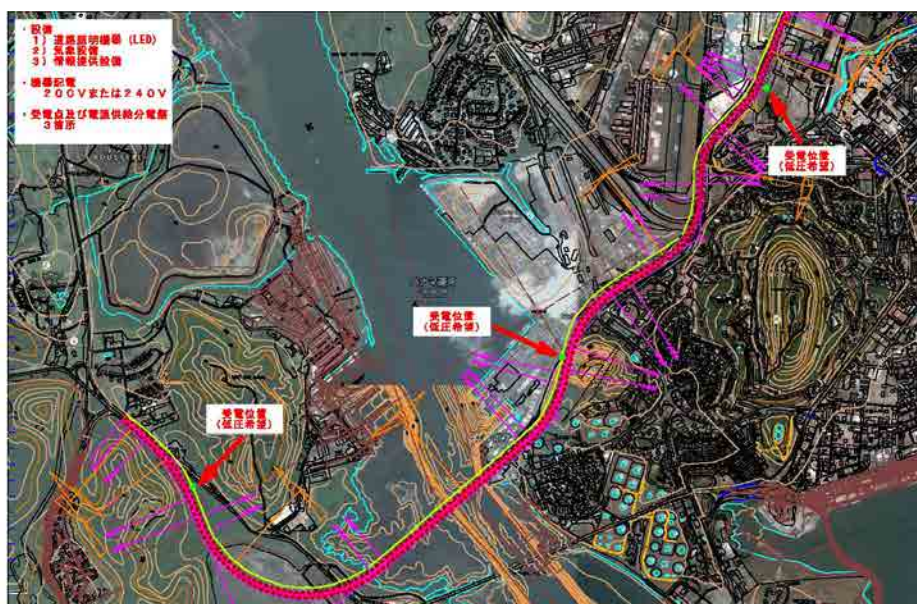 ・設備
1) 道路照明機器 (LED)
2) 気象設備
3) 情報提供設備
・機器配電
200Vまたは240V
・受電点及び電源供給分電盤
3箇所
受電位置
(低圧希望)
受電位置
(低圧希望)
受電位置
(低圧希望)